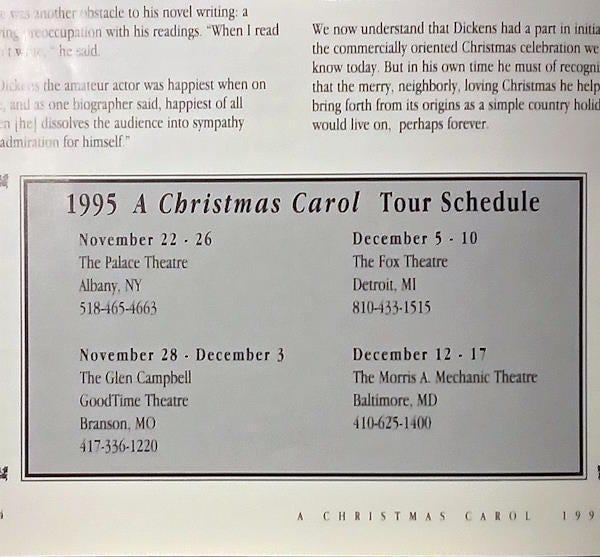 was another obstacle to his novel writing: a
preoccupation with his readings. "When I read
he said.
Dickens the amateur actor was happiest when on
and as one biographer said, happiest of all
[he] dissolves the audience into sympathy
admiration for himself."
We now understand that Dickens had a part in initia
the commercially oriented Christmas celebration we
know today. But in his own time he must of recogni
that the merry, neighborly, loving Christmas he help
bring forth from its origins as a simple country holid
would live on, perhaps forever.
1995 A Christmas Carol Tour Schedule
November 22 - 26
The Palace Theatre
Albany, NY
518-465-4663
November 28 - December 3
The Glen Campbell
GoodTime Theatre
Branson, MO
417-336-1220
December 5 - 10
The Fox Theatre
Detroit, MI
810-433-1515
December 12 - 17
The Morris A. Mechanic Theatre
Baltimore, MD
410-625-1400
A CHRISTMAS CAROL 199